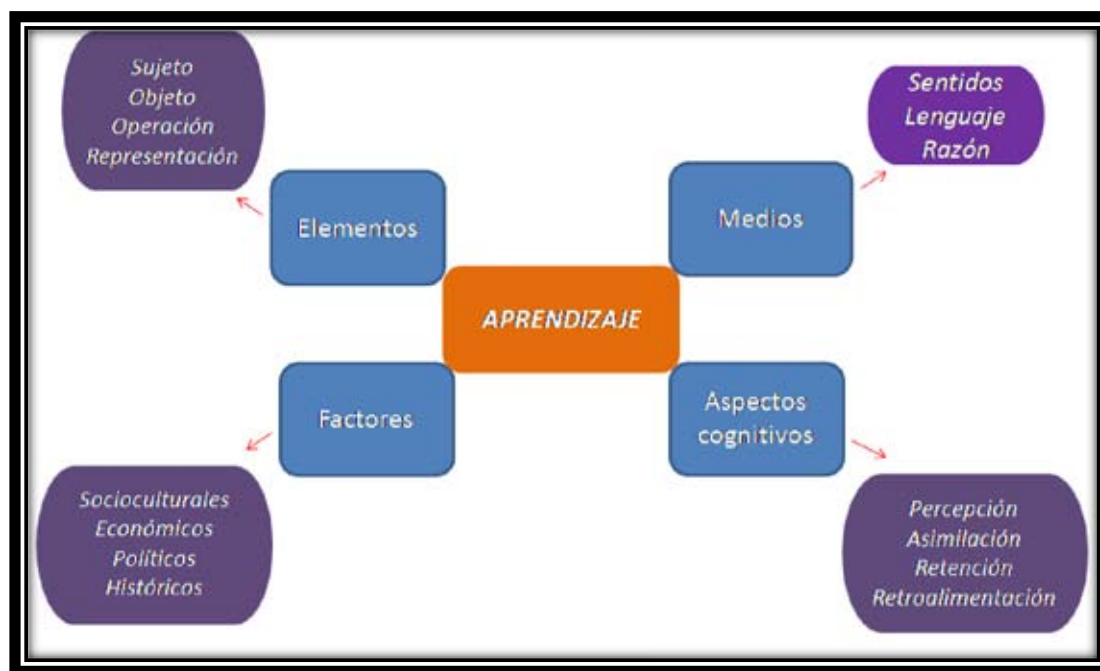 Sujeto
Objeto
Operación
Representación
Sentidos
Lenguaje
Razón
Elementos
Medios
APRENDIZAJE
Factores
Aspectos
cognitivos
Socioculturales
Económicos
Políticos
Históricos
Percepción
Asimilación
Retención
Retroalimentación